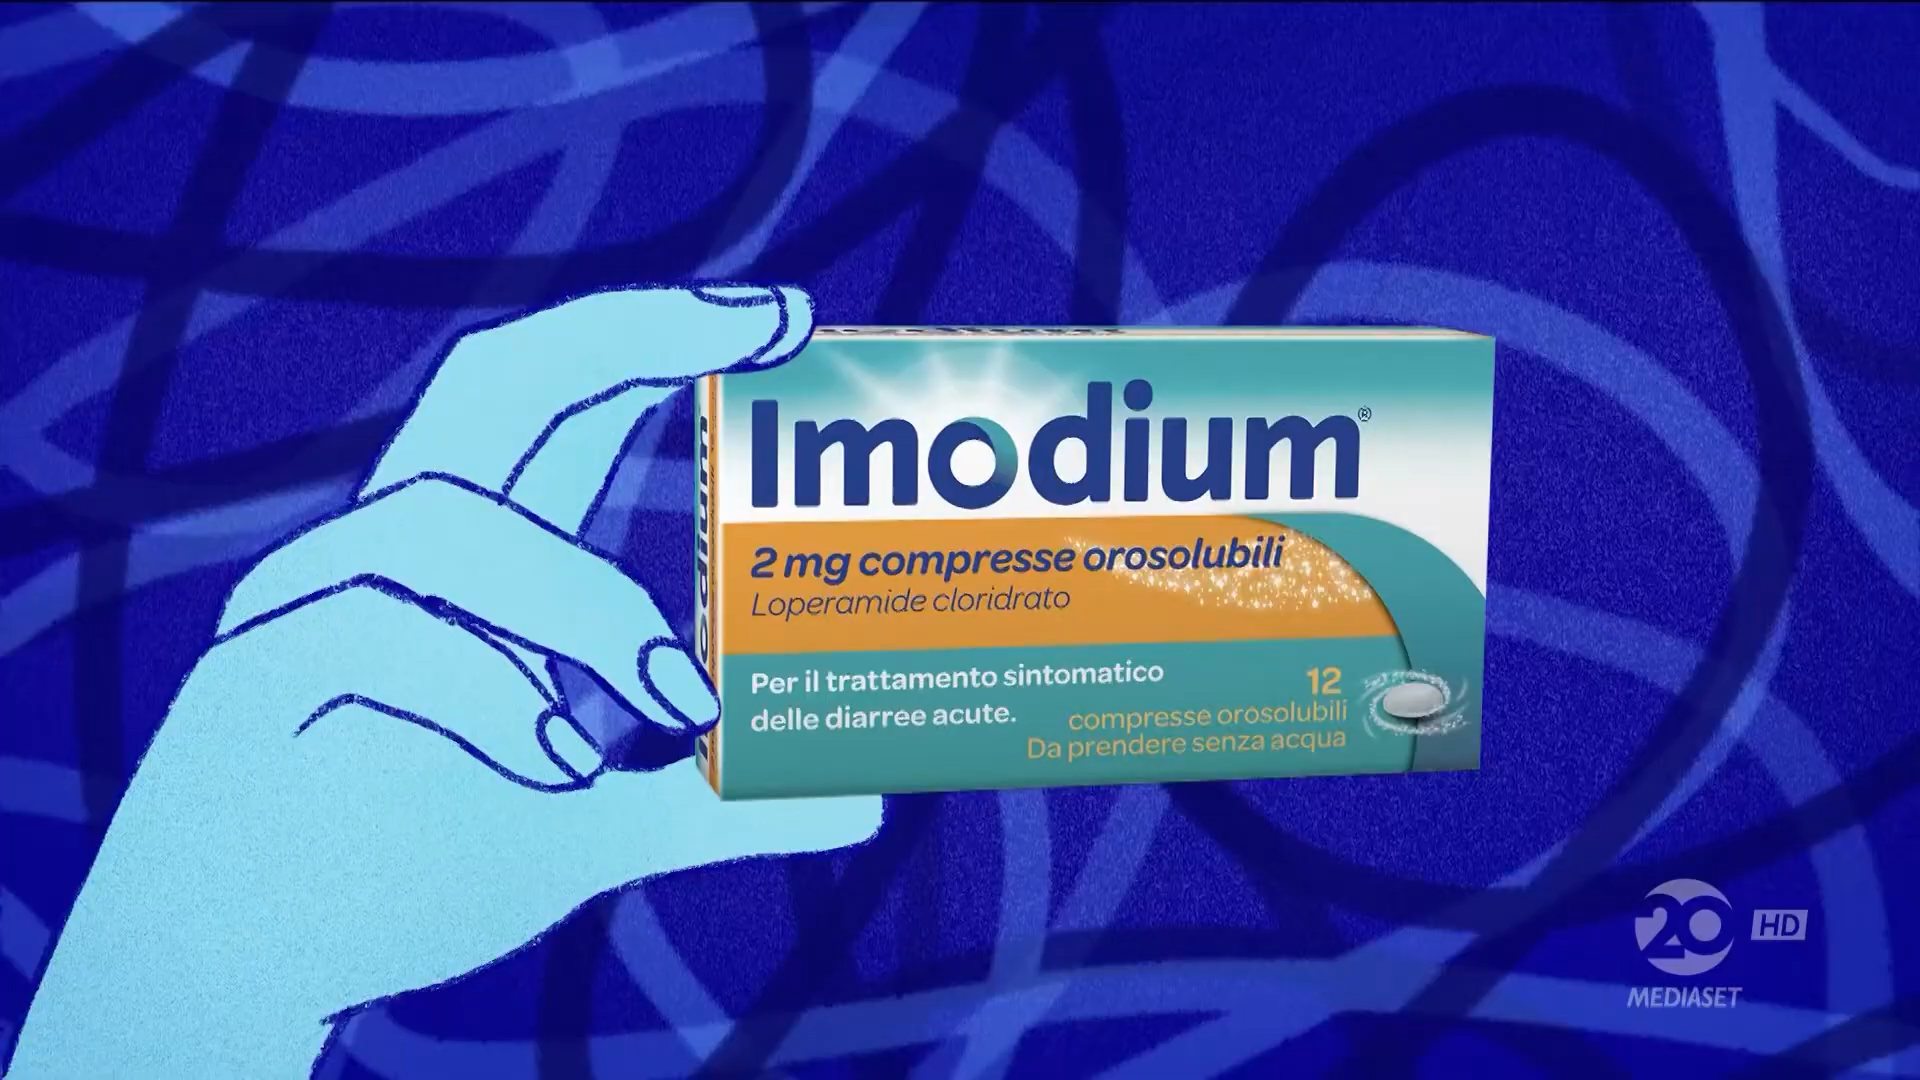 Imodium®
2 mg compresse orosolubili
Loperamide cloridrato
Per il trattamento sintomatico
delle diarree acute.
12
compresse orosolubili
Da prendere senza acqua
Imodium
20 HD
MEDIASET